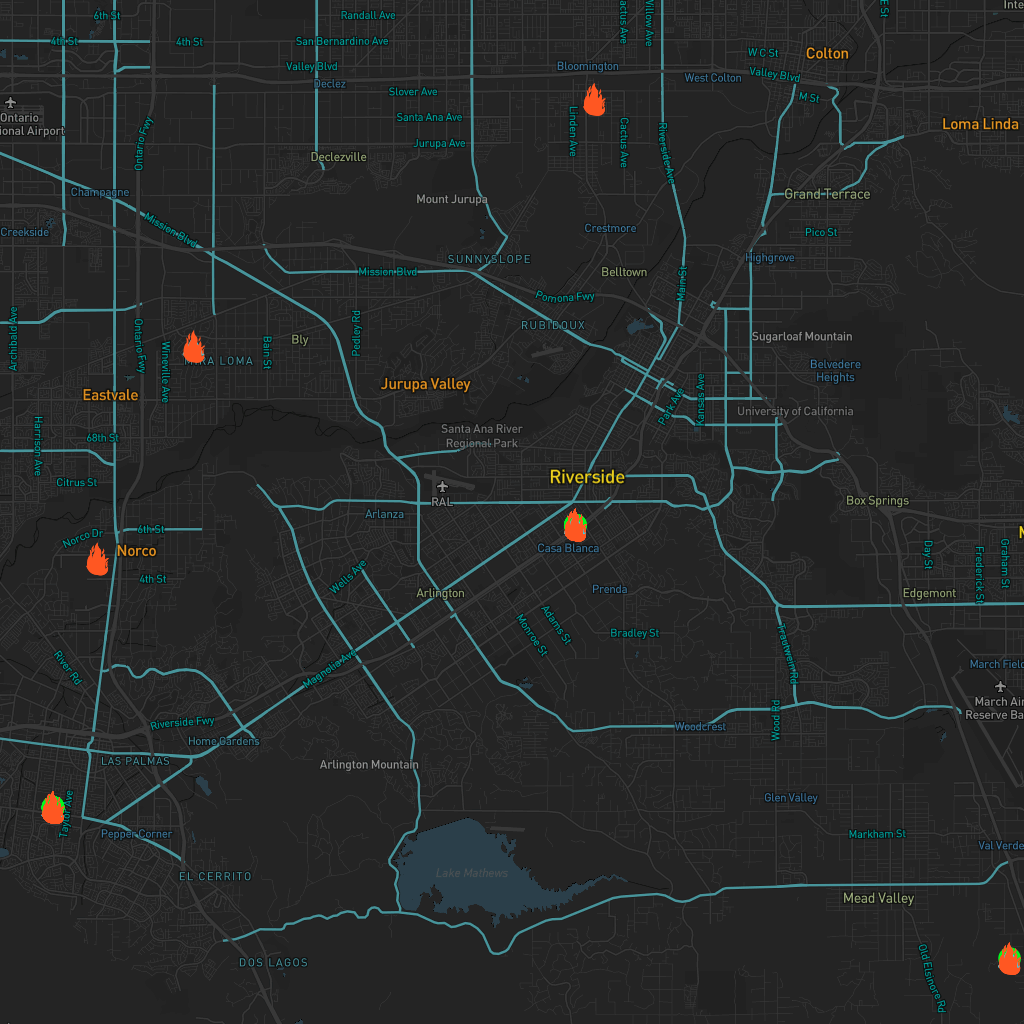 6th St
Randall Ave
Cactus Ave
Willow Ave
E St
4th St
4th St
San Bernardino Ave
W C St
Colton
Valley Blvd
Bloomington
West Colton
Valley Blvd
Declez
Slover Ave
M St
Ontario
Santa Ana Ave
Linden Ave
Cactus Ave
Loma Linda
Ontario Fwy
Jurupa Ave
Riverside Ave
Declezville
Champagne
Mount Jurupa
Grand Terrace
Mission Blvd
Creekside
Crestmore
Pico St
SUNNYSLOPE
Highgrove
Mission Blvd
Belltown
Main St
Pomona Fwy
Archibald Ave
Ontario Fwy
Pedley Rd
RUBIDOUX
Sugarloaf Mountain
Bly
Bain St
Wineville Ave
Belvedere
Heights
Jurupa Valley
Eastvale
Kansas Ave
Park Ave
University of California
Harrison Ave
68th St
Santa Ana River
Regional Park
Citrus St
Riverside
RAL
Box Springs
Arlanza
6th St
Norco Dr
Norco
Casa Blanca
Day St
Frederick St
Graham St
4th St
Wells Ave
Arlington
Prenda
Edgemont
Monroe St
Adams St
Bradley St
Trautwein Rd
River Rd
Magnolia Ave
March Field
March Air
Reserve Ba
Riverside Fwy
Wood Rd
Woodcrest
Home Gardens
LAS PALMAS
Arlington Mountain
Glen Valley
Taylor Ave
Pepper Corner
Markham St
Val Verde
EL CERRITO
Lake Mathews
Mead Valley
DOS LAGOS
Old Elsinore Rd